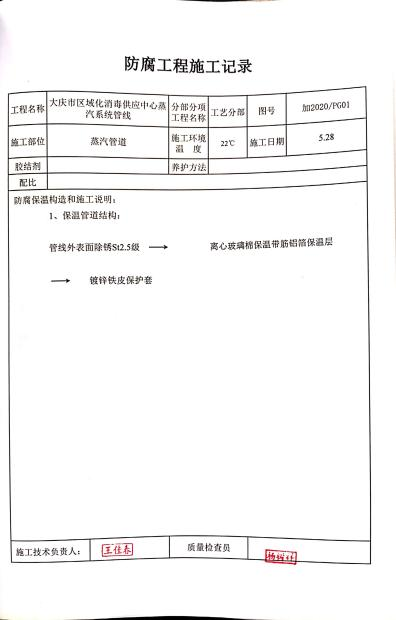 防腐工程施工记录
工程名称 大庆市区域化消毒供应中心蒸汽系统管线 分部分项工程名称 工艺分部 图号 加2020/PG01
施工部位 蒸汽管道 施工环境温 度 22℃ 施工日期 5.28
胶结剂 养护方法
配比
防腐保温构造和施工说明：
1、保温管道结构：
管线外表面除锈St2.5级 → 离心玻璃棉保温带筋铝箔保温层
→ 镀锌铁皮保护套
施工技术负责人： 王佳春 质量检查员